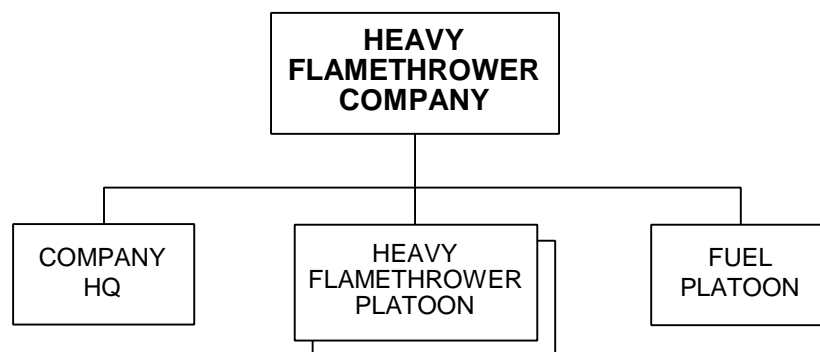 HEAVY
FLAMETHROWER
COMPANY
COMPANY
HQ
HEAVY
FLAMETHROWER
PLATOON
FUEL
PLATOON